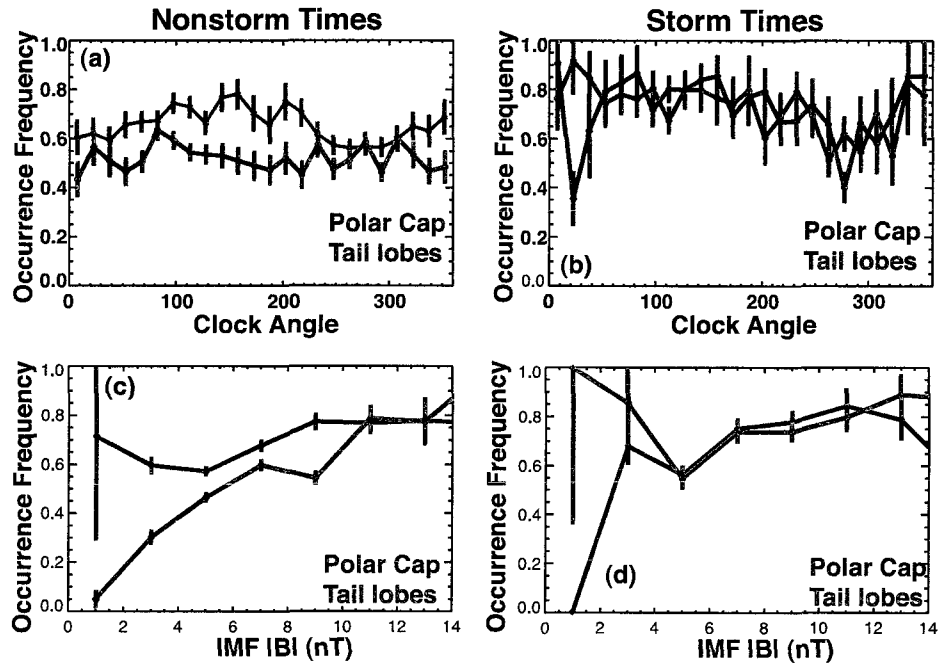 Nonstorm Times
Storm Times
Occurrence Frequency
1.0
0.8
0.6
0.4
0.2
0.0
(a)
Polar Cap
Tail lobes
0
100
200
300
Clock Angle
Occurrence Frequency
1.0
0.8
0.6
0.4
0.2
0.0
(b)
Polar Cap
Tail lobes
0
100
200
300
Clock Angle
Occurrence Frequency
1.0
0.8
0.6
0.4
0.2
0.0
(c)
Polar Cap
Tail lobes
0
2
4
6
8
10
12
14
IMF IBI (nT)
Occurrence Frequency
1.0
0.8
0.6
0.4
0.2
0.0
(d)
Polar Cap
Tail lobes
0
2
4
6
8
10
12
14
IMF IBI (nT)